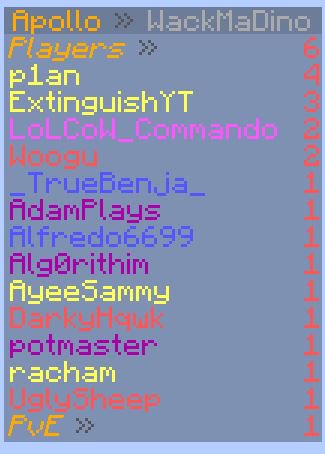 Apollo » WackMaDino
Players » 6
p1an 4
ExtinguishYT 3
LoLCoW_Commando 2
Woogu 2
_TrueBenja_ 1
AdamPlays 1
Alfredo6699 1
Alg0rithim 1
AyeeSammy 1
DarkyHqwk 1
potmaster 1
racham 1
UglySheep 1
PvE » 1